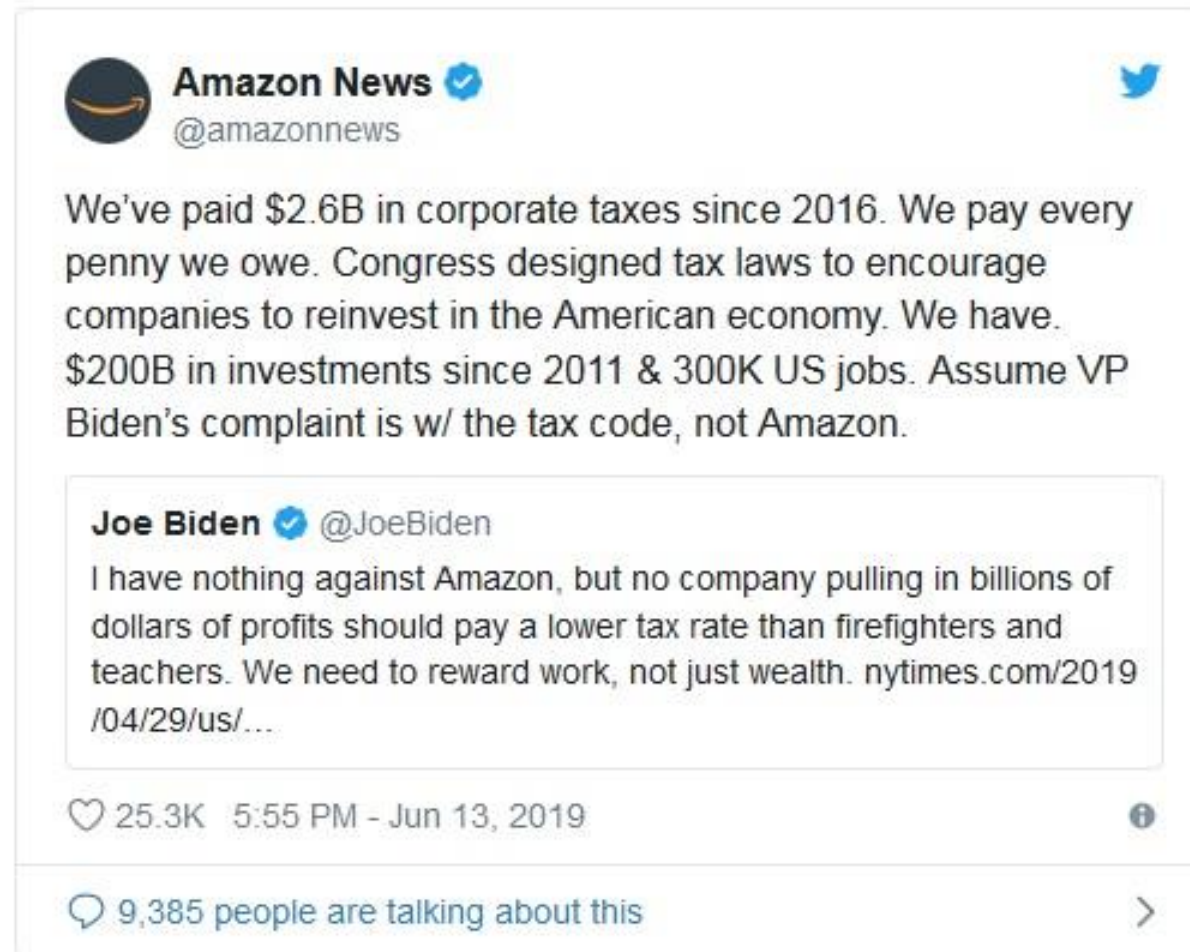 Amazon News
@amazonnews
We've paid $2.6B in corporate taxes since 2016. We pay every
penny we owe. Congress designed tax laws to encourage
companies to reinvest in the American economy. We have.
$200B in investments since 2011 & 300K US jobs. Assume VP
Biden's complaint is w/ the tax code, not Amazon.
Joe Biden @JoeBiden
I have nothing against Amazon, but no company pulling in billions of
dollars of profits should pay a lower tax rate than firefighters and
teachers. We need to reward work, not just wealth. nytimes.com/2019
/04/29/us/...
25.3K 5:55 PM - Jun 13, 2019
9,385 people are talking about this